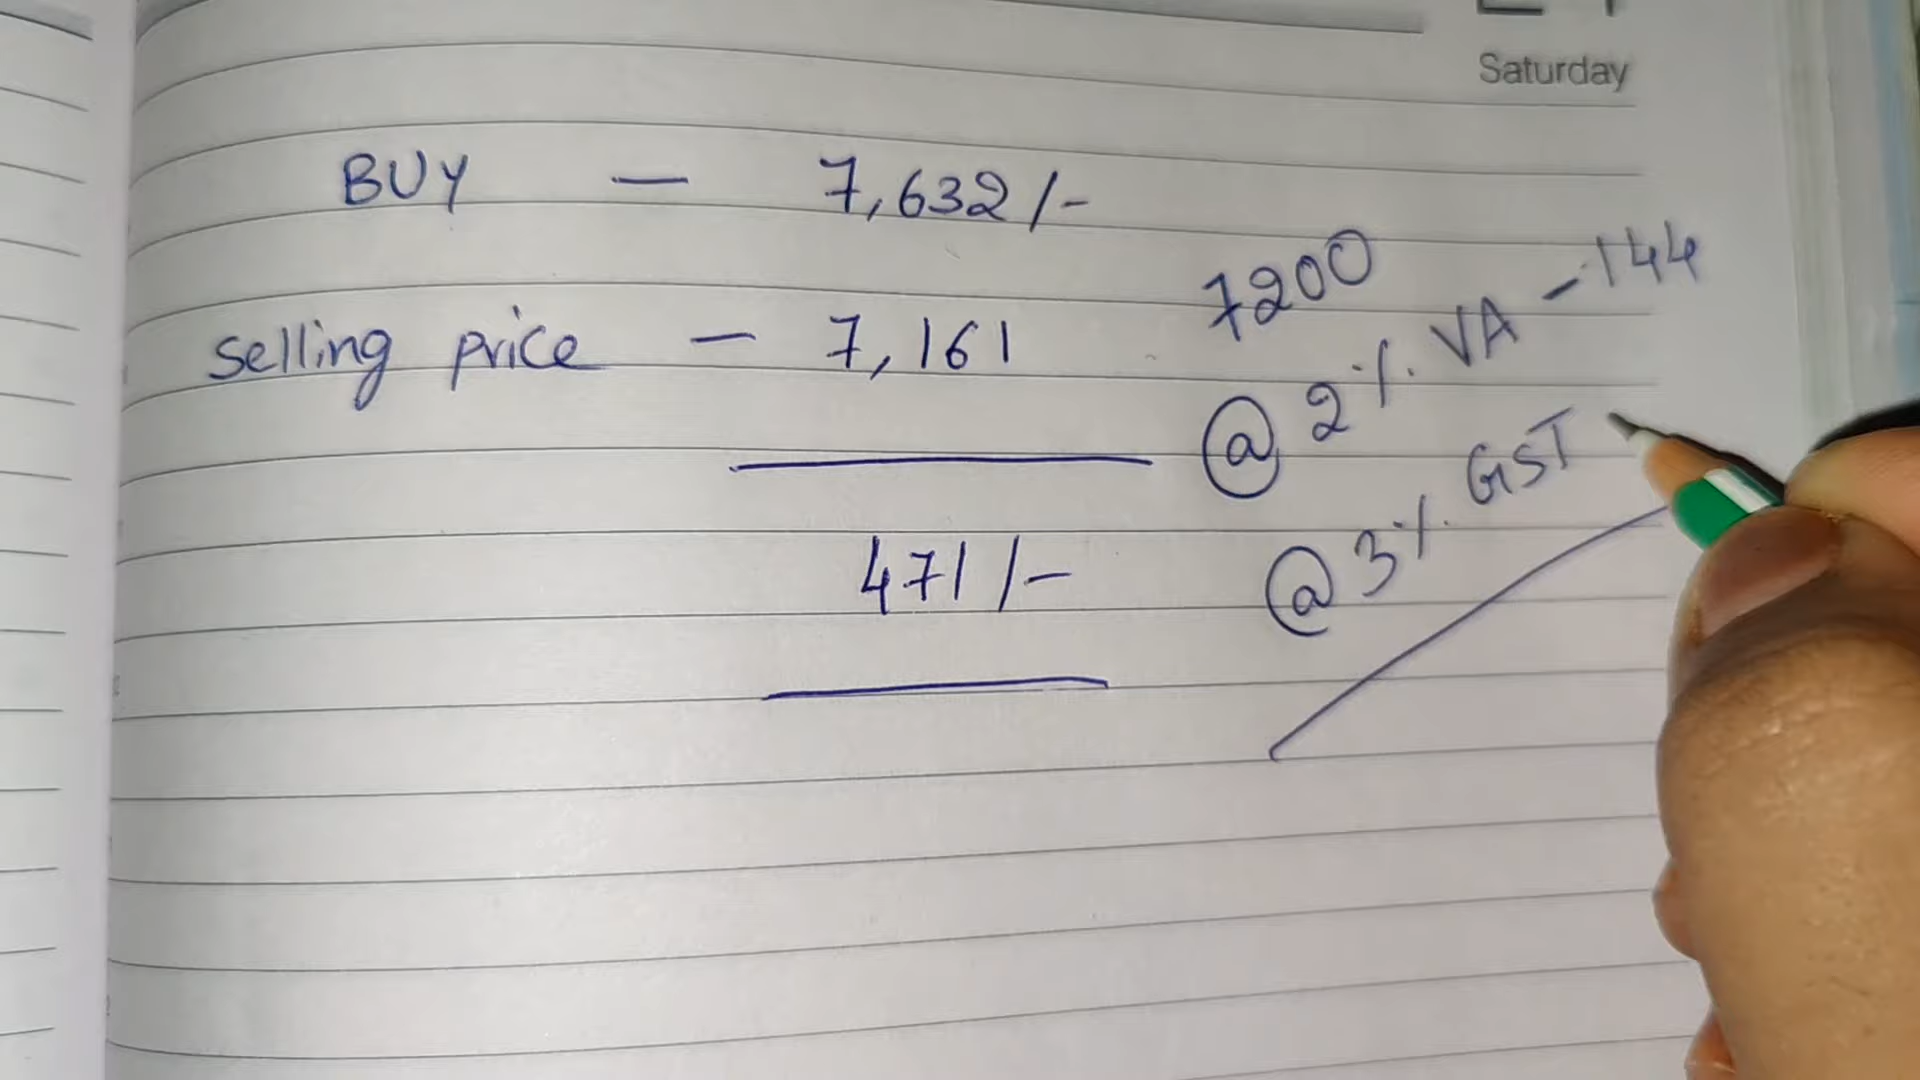 Saturday
BUY — 7,632/-
Selling price — 7,161
471/-
7200
@ 2% VA - 144
@ 3% GST